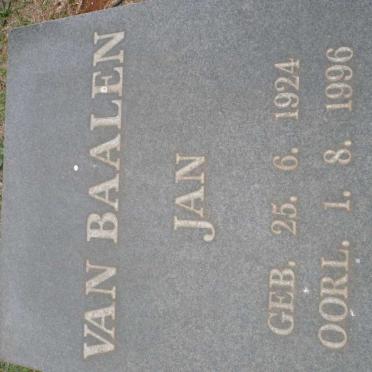 VAN BAALEN
JAN
GEB. 25. 6. 1924
OORL. 1. 8. 1996